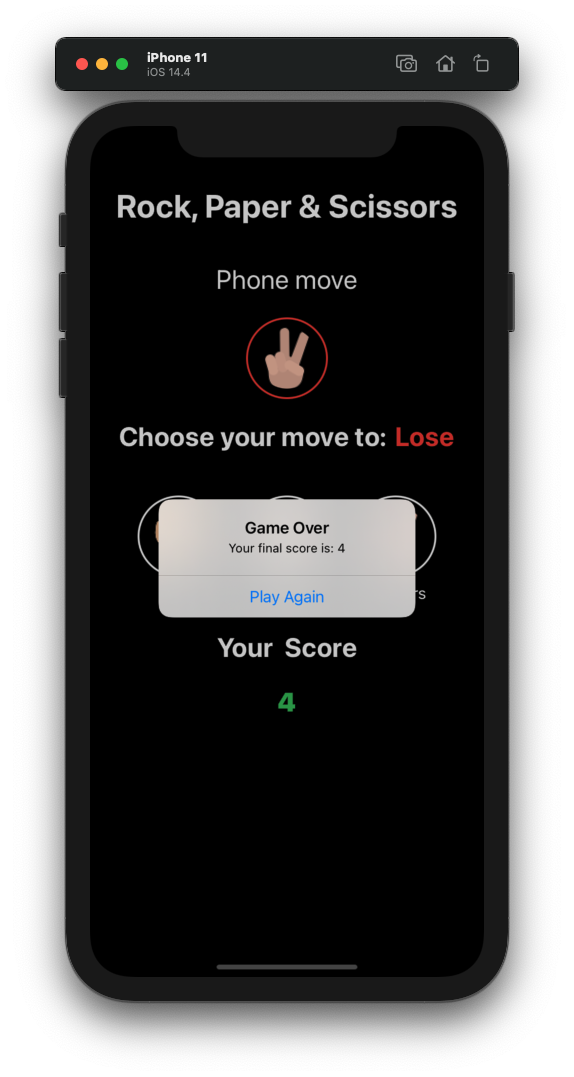 iPhone 11
iOS 14.4
Rock, Paper & Scissors
Phone move
Choose your move to: Lose
Game Over
Your final score is: 4
Play Again
Your Score
4